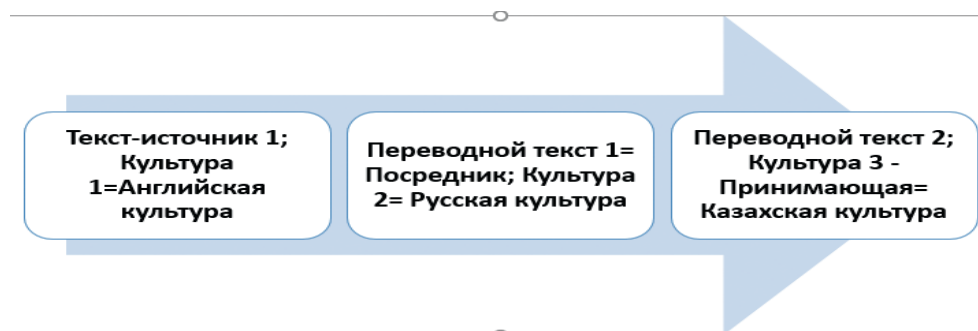 Текст-источник 1;
Культура
1=Английская
культура
Переводной текст 1=
Посредник; Культура
2= Русская культура
Переводной текст 2;
Культура 3 -
Принимающая=
Казахская культура